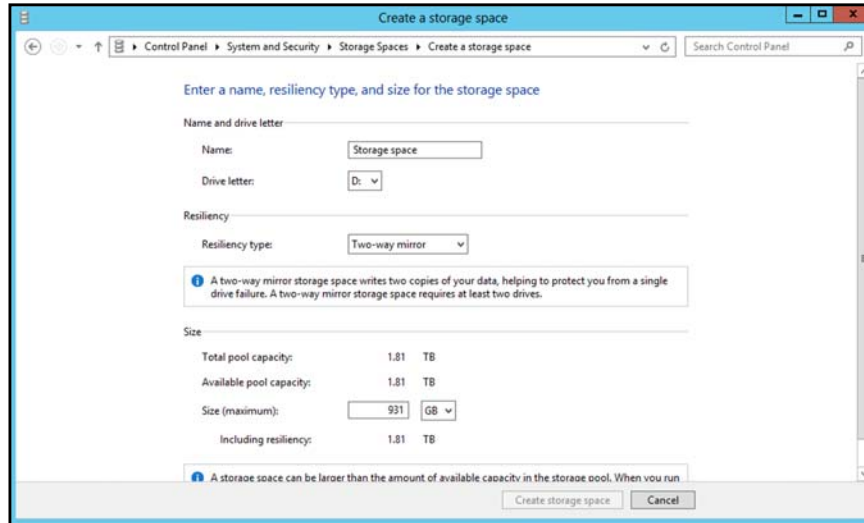 Create a storage space
Control Panel ▸ System and Security ▸ Storage Spaces ▸ Create a storage space
Search Control Panel
Enter a name, resiliency type, and size for the storage space
Name and drive letter
Name: Storage space
Drive letter: D:
Resiliency
Resiliency type: Two-way mirror
A two-way mirror storage space writes two copies of your data, helping to protect you from a single
drive failure. A two-way mirror storage space requires at least two drives.
Size
Total pool capacity: 1.81 TB
Available pool capacity: 1.81 TB
Size (maximum): 931 GB
Including resiliency: 1.81 TB
A storage space can be larger than the amount of available capacity in the storage pool. When you run
Create storage space Cancel